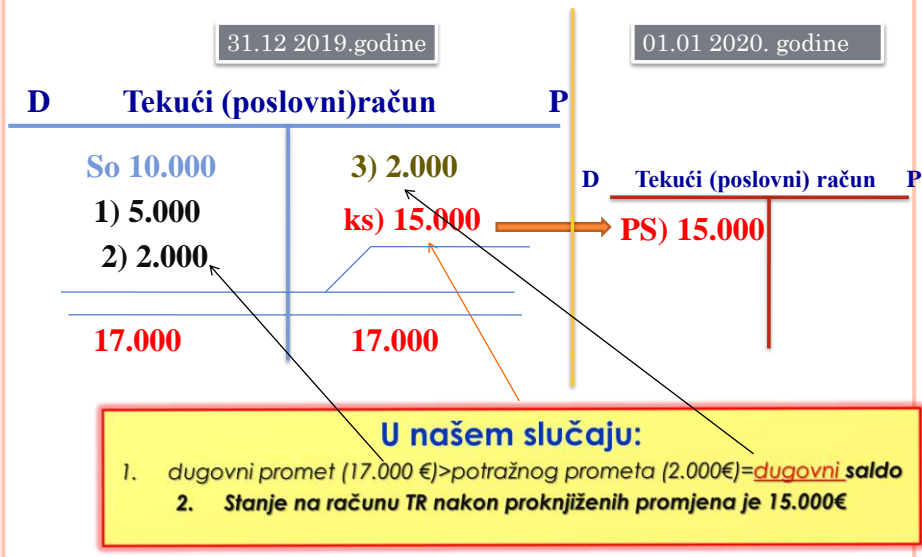 31.12 2019.godine
01.01 2020. godine
D Tekući (poslovni)račun P
So 10.000 3) 2.000
1) 5.000 ks) 15.000
2) 2.000
17.000 17.000
D Tekući (poslovni) račun P
PS) 15.000
U našem slučaju:
1. dugovni promet (17.000 €)>potražnog prometa (2.000€)=dugovni saldo
2. Stanje na računu TR nakon proknjiženih promjena je 15.000€